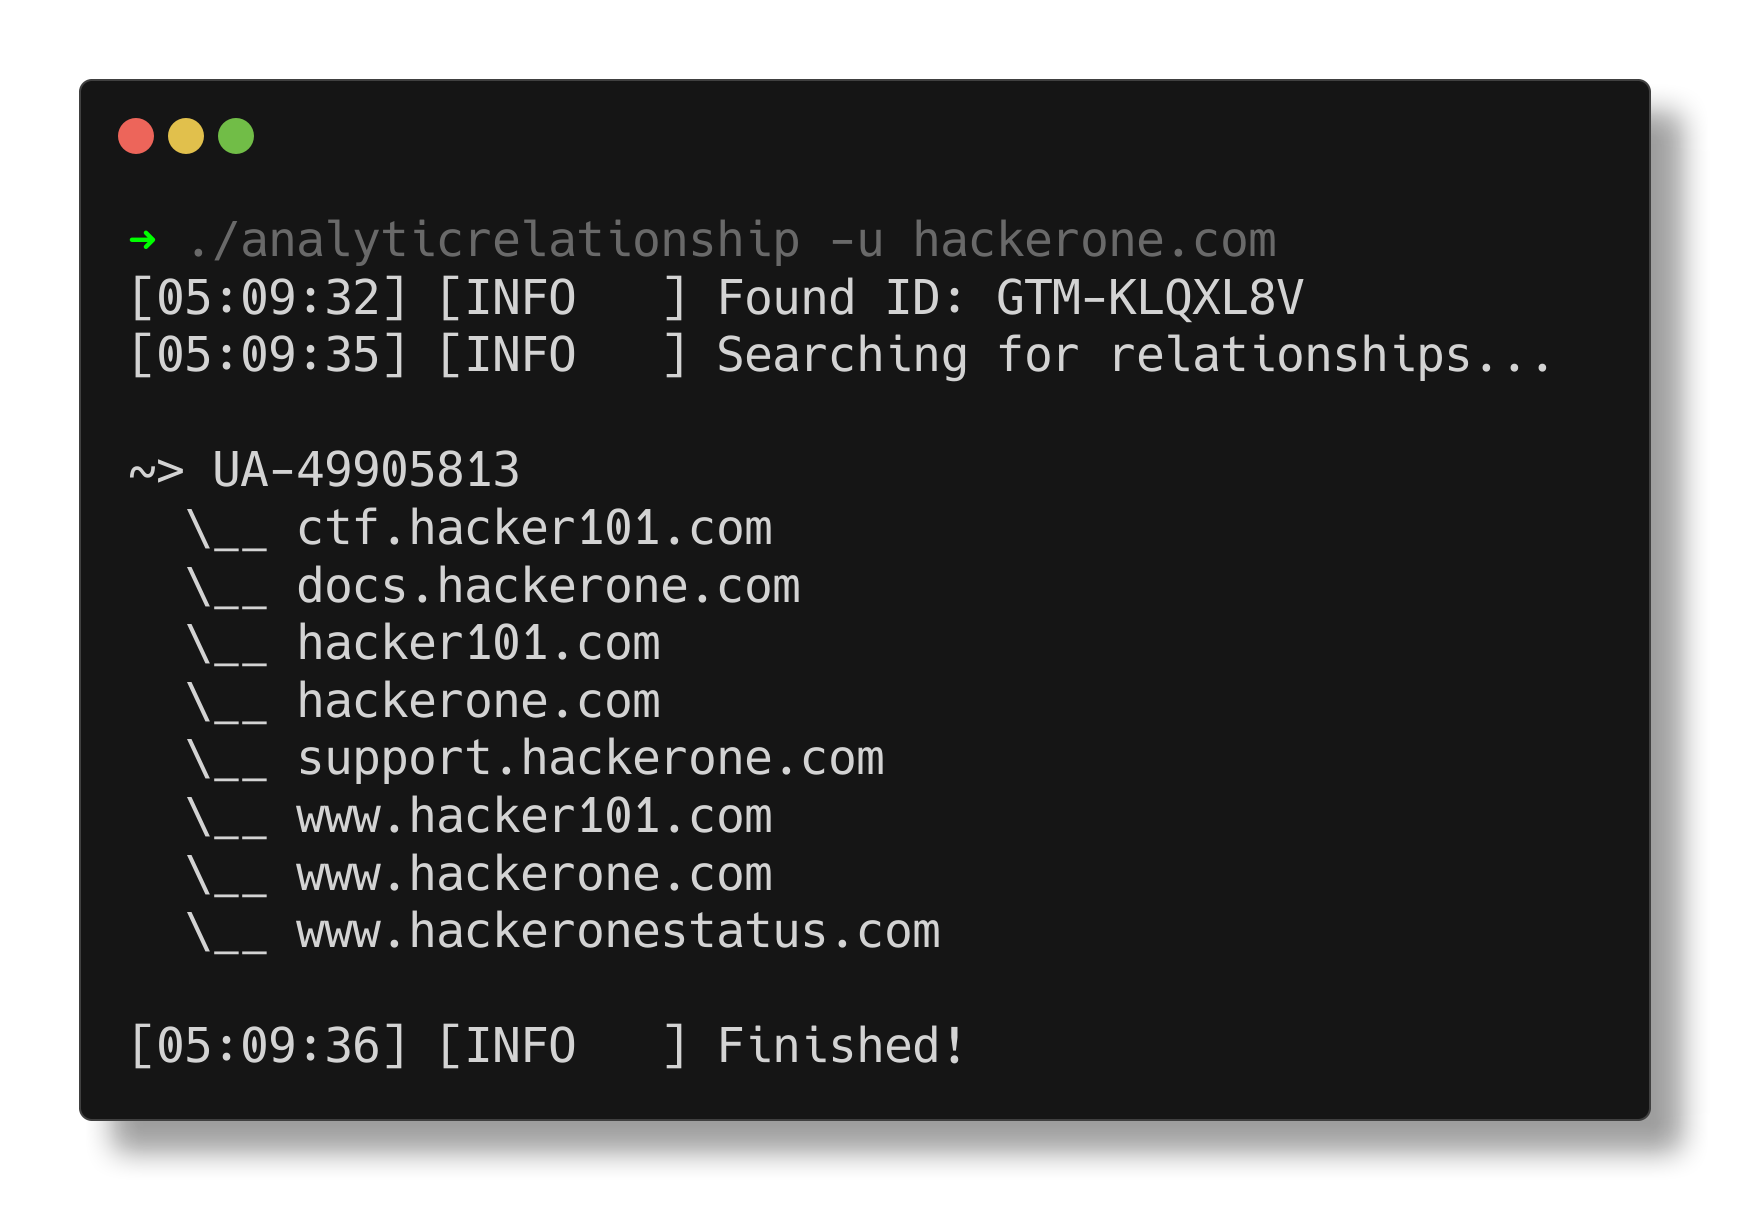 ➜ ./analyticrelationship -u hackerone.com
[05:09:32] [INFO   ] Found ID: GTM-KLQXL8V
[05:09:35] [INFO   ] Searching for relationships...
~> UA-49905813
  \__ ctf.hacker101.com
  \__ docs.hackerone.com
  \__ hacker101.com
  \__ hackerone.com
  \__ support.hackerone.com
  \__ www.hacker101.com
  \__ www.hackerone.com
  \__ www.hackeronestatus.com
[05:09:36] [INFO   ] Finished!